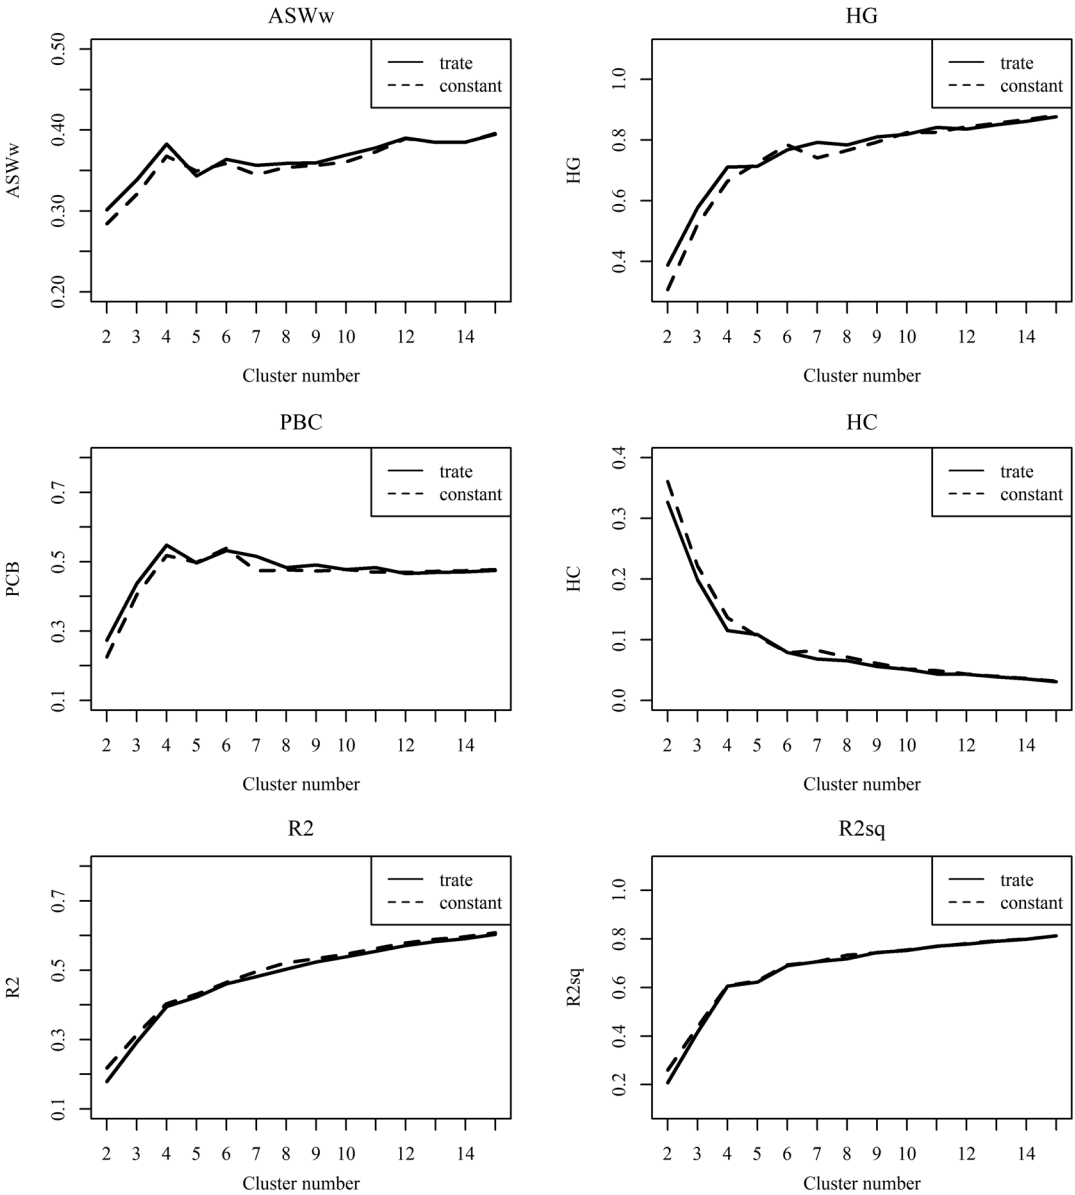 ASWw
ASWw
0.20 0.30 0.40 0.50
trate
constant
2 3 4 5 6 7 8 9 10 12 14
Cluster number
HG
HG
0.4 0.6 0.8 1.0
trate
constant
2 3 4 5 6 7 8 9 10 12 14
Cluster number
PBC
PCB
0.1 0.3 0.5 0.7
trate
constant
2 3 4 5 6 7 8 9 10 12 14
Cluster number
HC
HC
0.0 0.1 0.2 0.3 0.4
trate
constant
2 3 4 5 6 7 8 9 10 12 14
Cluster number
R2
R2
0.1 0.3 0.5 0.7
trate
constant
2 3 4 5 6 7 8 9 10 12 14
Cluster number
R2sq
R2sq
0.2 0.4 0.6 0.8 1.0
trate
constant
2 3 4 5 6 7 8 9 10 12 14
Cluster number